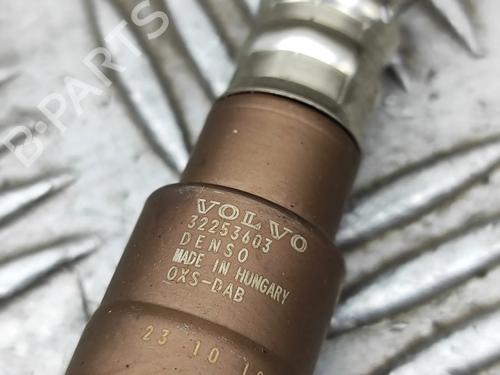 B-PARTS
VOLVO
32253603
DENSO
MADE IN HUNGARY
OXS-DAB
23 10